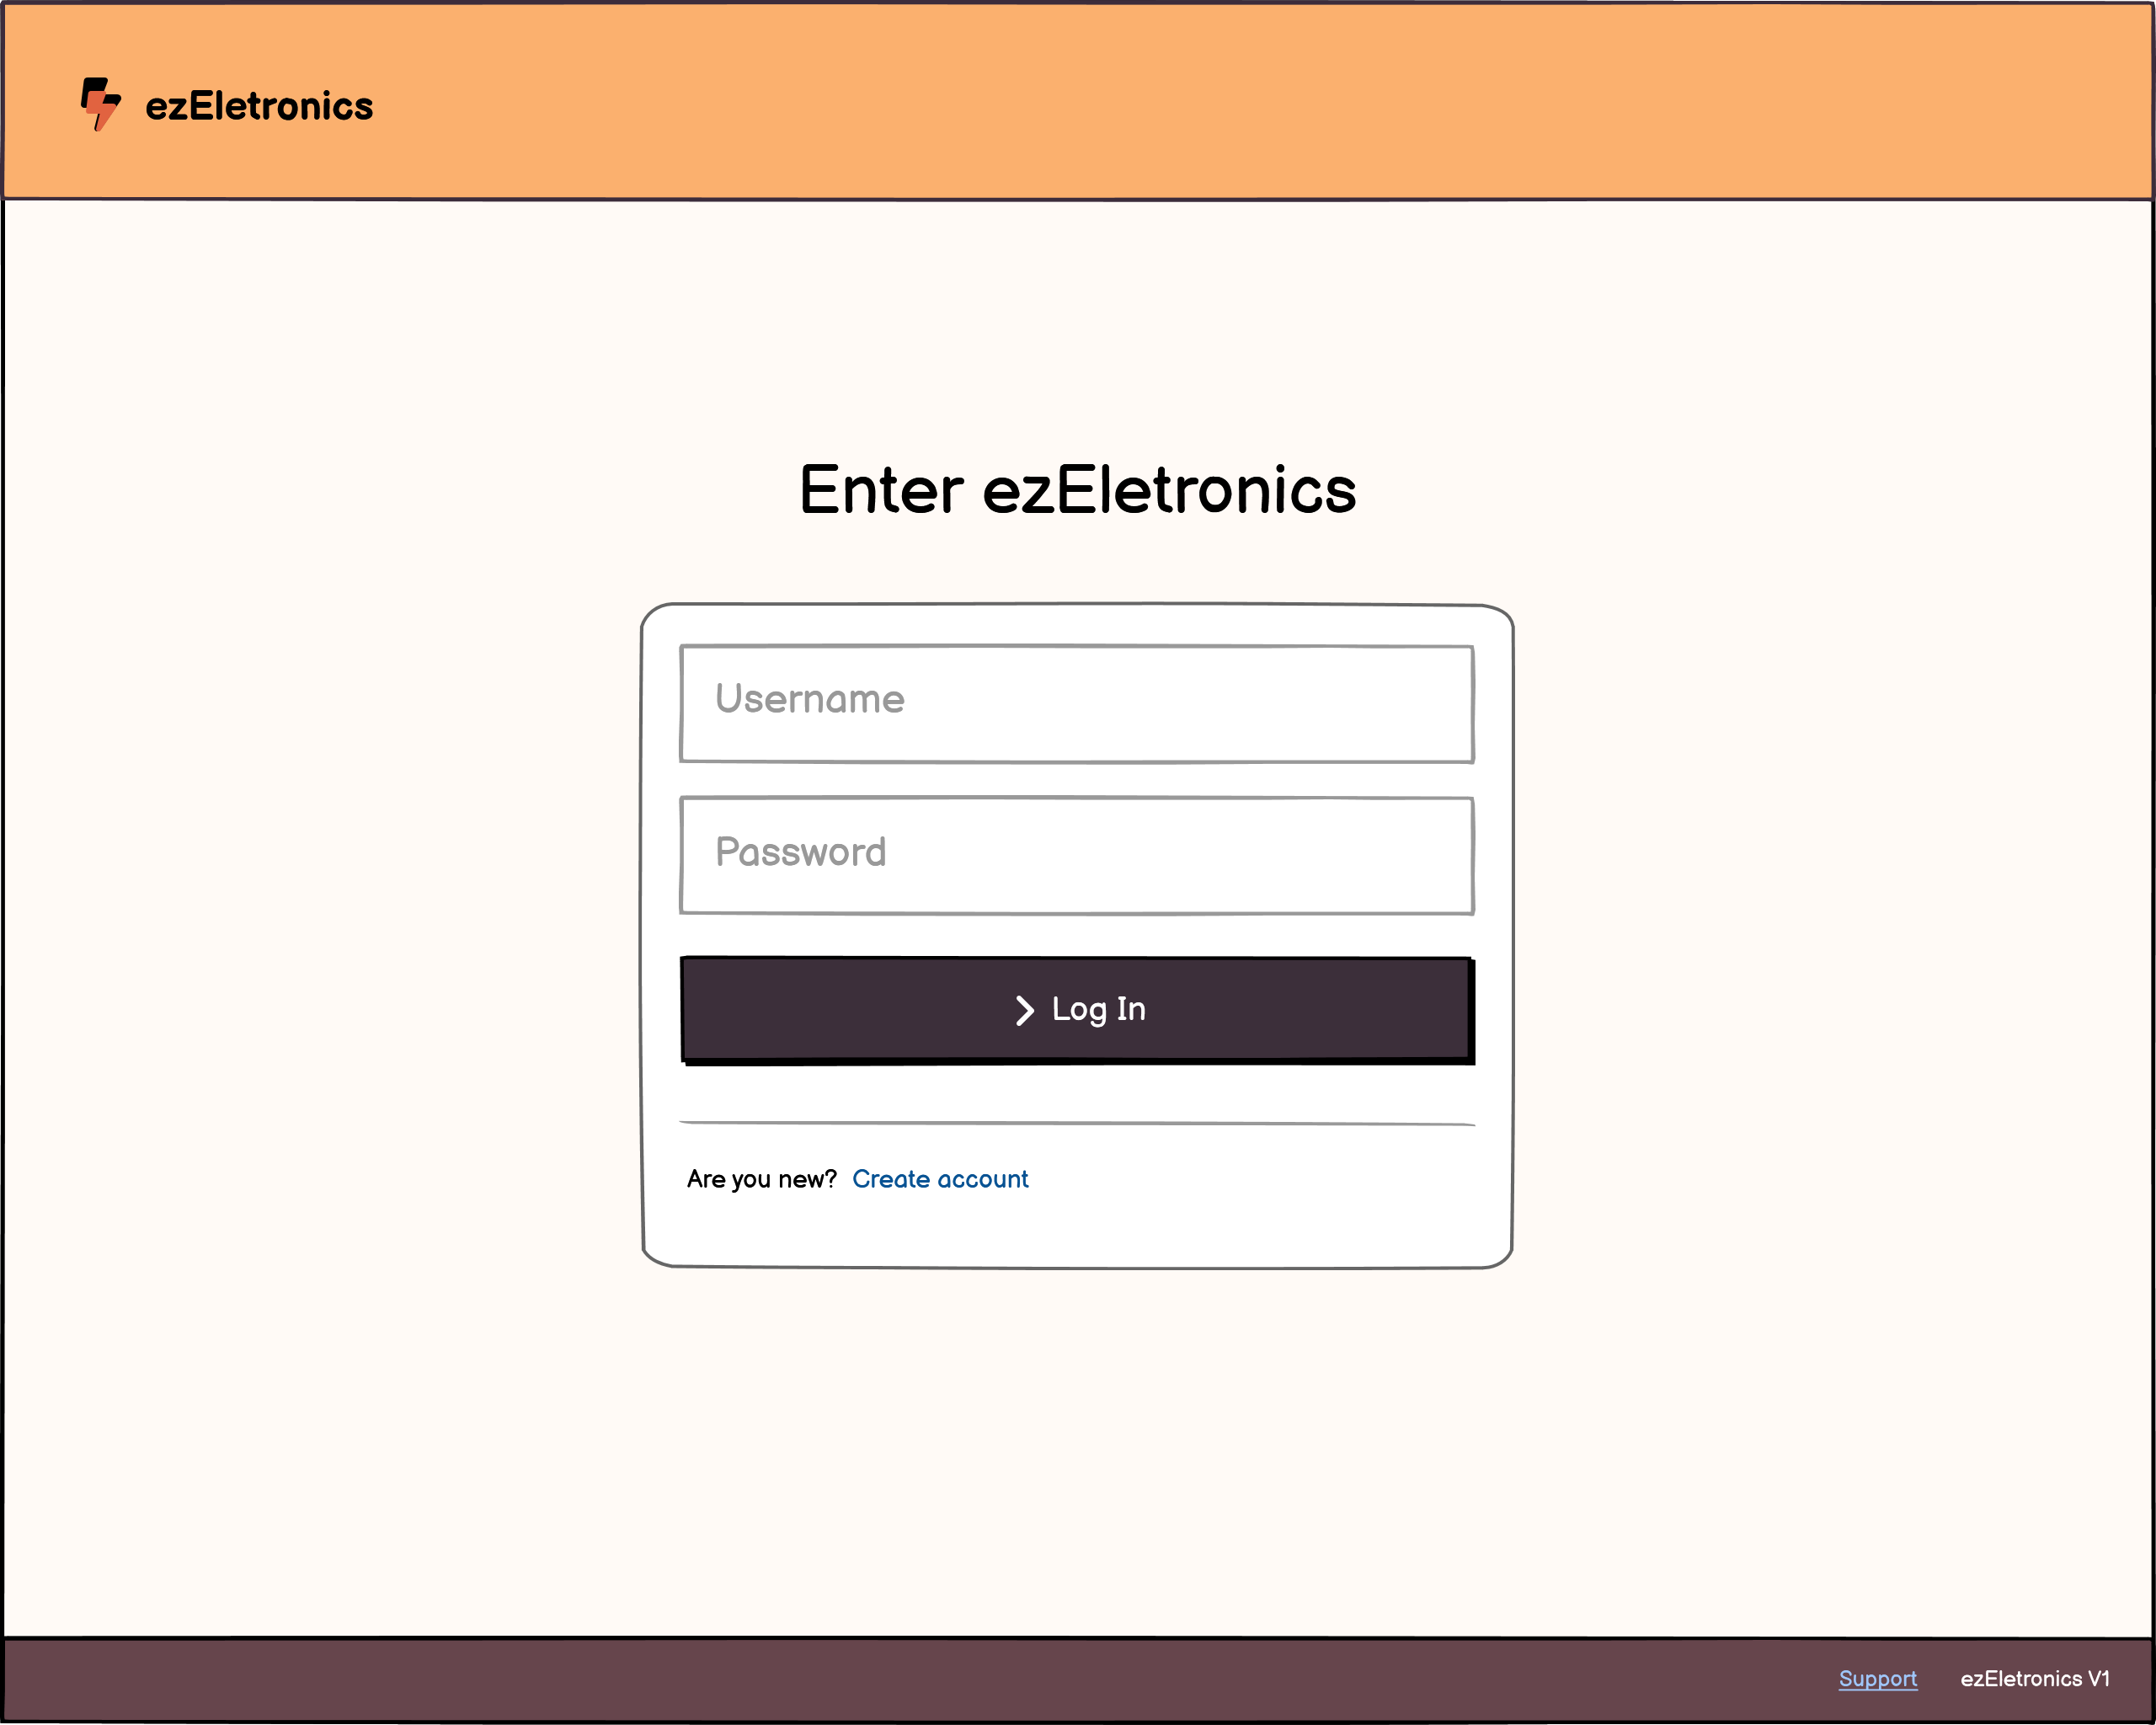 ezEletronics
Enter ezEletronics
Username
Password
Log In
Are you new? Create account
Support ezEletronics V1